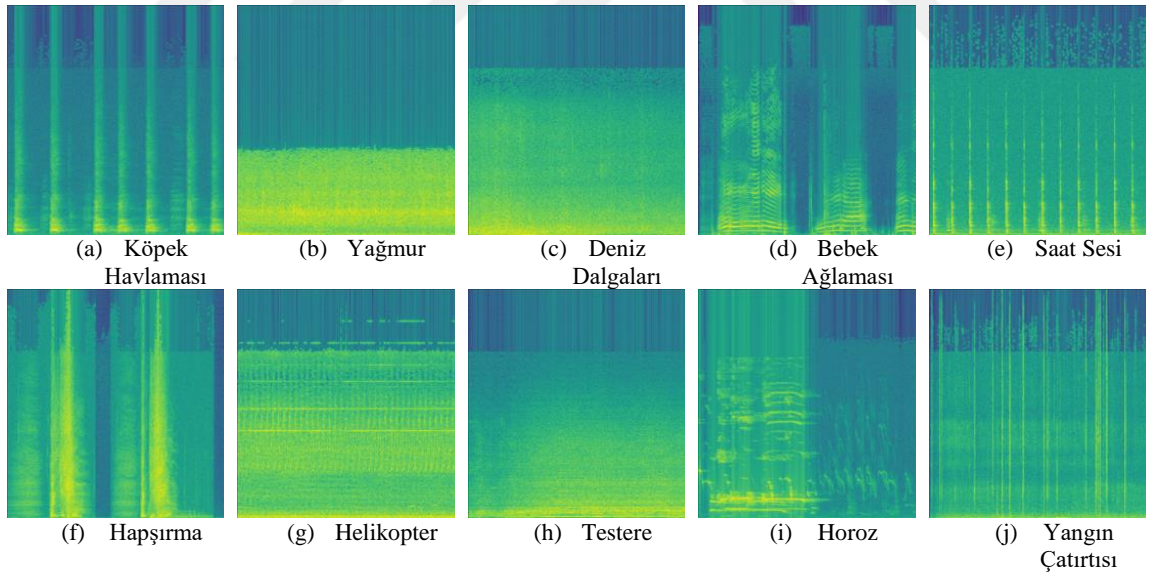 (a) Köpek Havlaması
(b) Yağmur
(c) Deniz Dalgaları
(d) Bebek Ağlaması
(e) Saat Sesi
(f) Hapşırma
(g) Helikopter
(h) Testere
(i) Horoz
(j) Yangın Çatırtısı